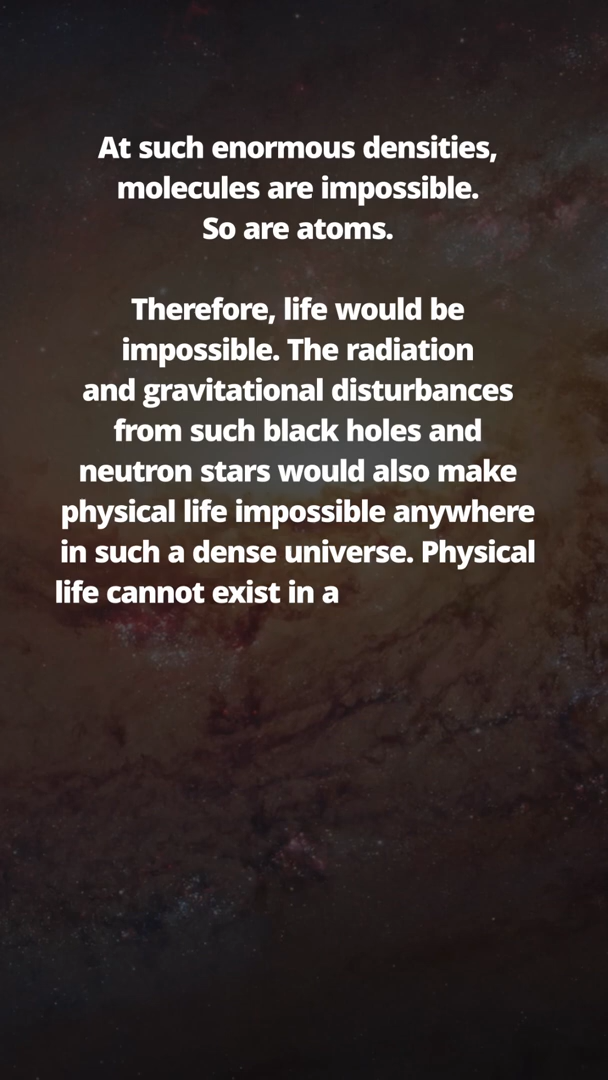 At such enormous densities,
molecules are impossible.
So are atoms.
Therefore, life would be
impossible. The radiation
and gravitational disturbances
from such black holes and
neutron stars would also make
physical life impossible anywhere
in such a dense universe. Physical
life cannot exist in a